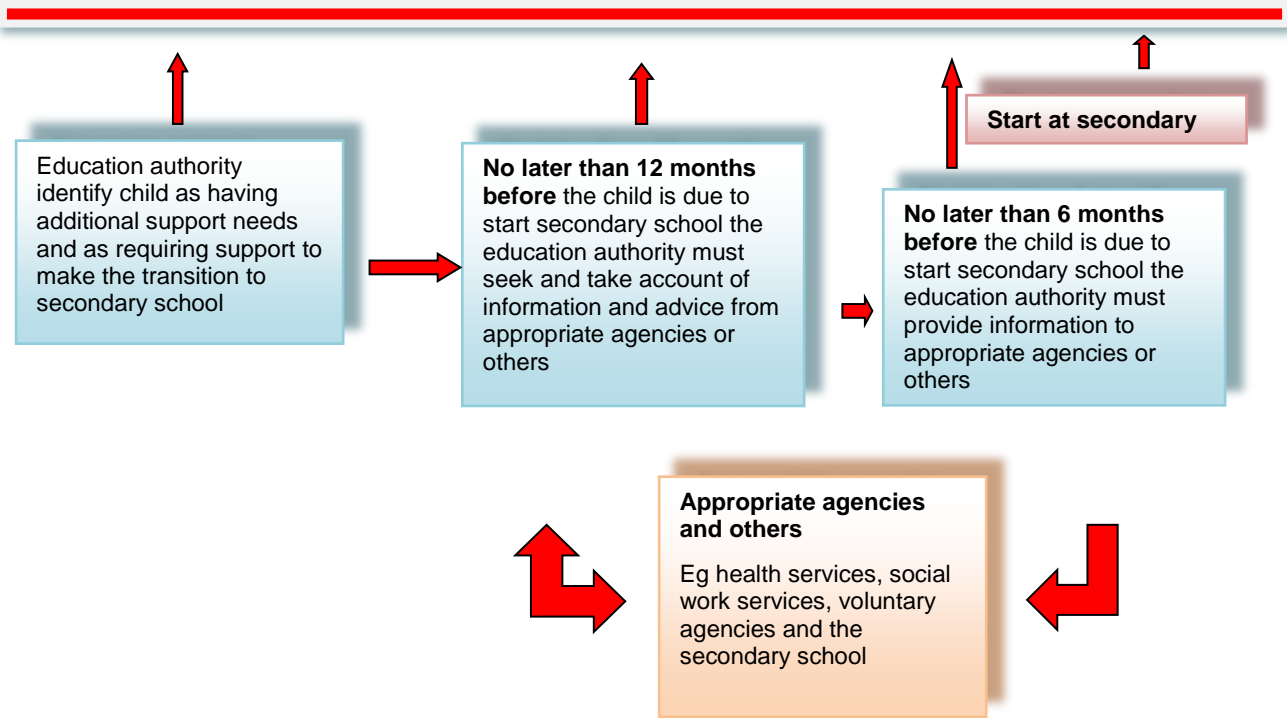 Education authority
identify child as having
additional support needs
and as requiring support to
make the transition to
secondary school
No later than 12 months
before the child is due to
start secondary school the
education authority must
seek and take account of
information and advice from
appropriate agencies or
others
Start at secondary
No later than 6 months
before the child is due to
start secondary school the
education authority must
provide information to
appropriate agencies or
others
Appropriate agencies
and others
Eg health services, social
work services, voluntary
agencies and the
secondary school